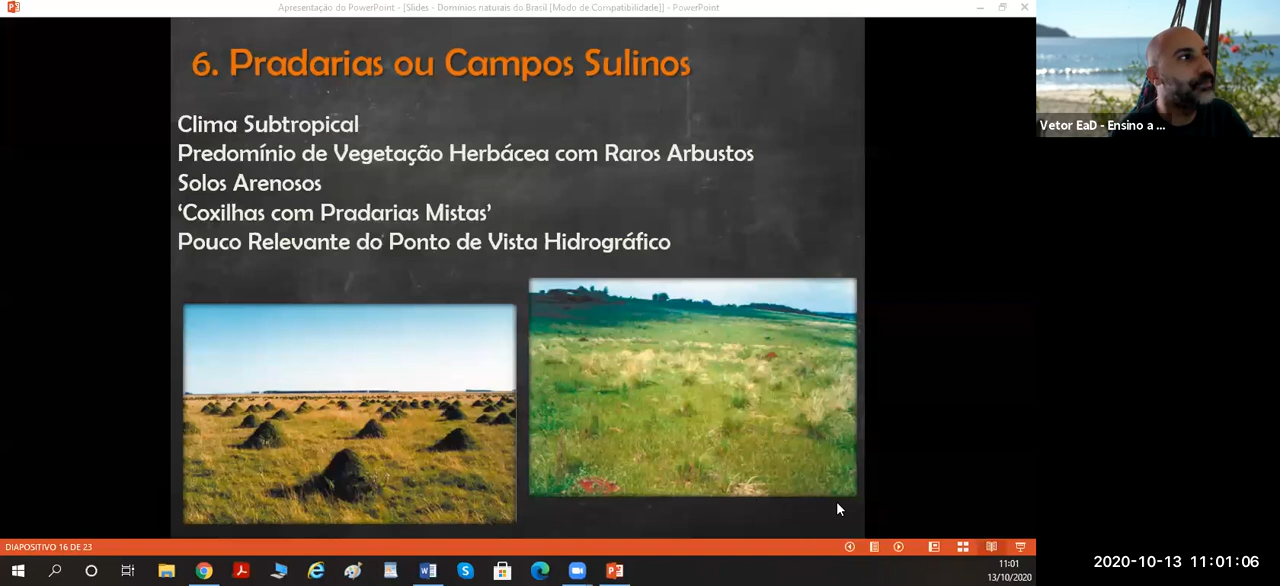 Apresentação do PowerPoint - [Slides - Domínios naturais do Brasil [Modo de Compatibilidade]] - PowerPoint
6. Pradarias ou Campos Sulinos
Clima Subtropical
Predomínio de Vegetação Herbácea com Raros Arbustos
Solos Arenosos
‘Coxilhas com Pradarias Mistas’
Pouco Relevante do Ponto de Vista Hidrográfico
Vetor EaD - Ensino a ...
DIAPOSITIVO 16 DE 23
11:01
13/10/2020
2020-10-13 11:01:06